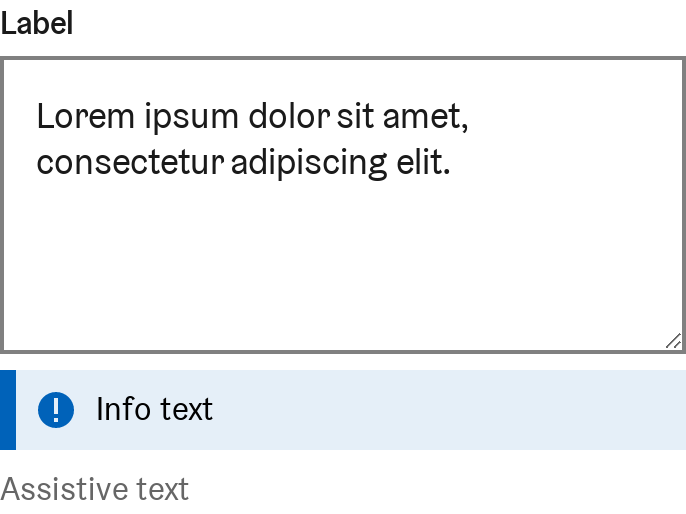 Label
Lorem ipsum dolor sit amet,
consectetur adipiscing elit.
Info text
Assistive text